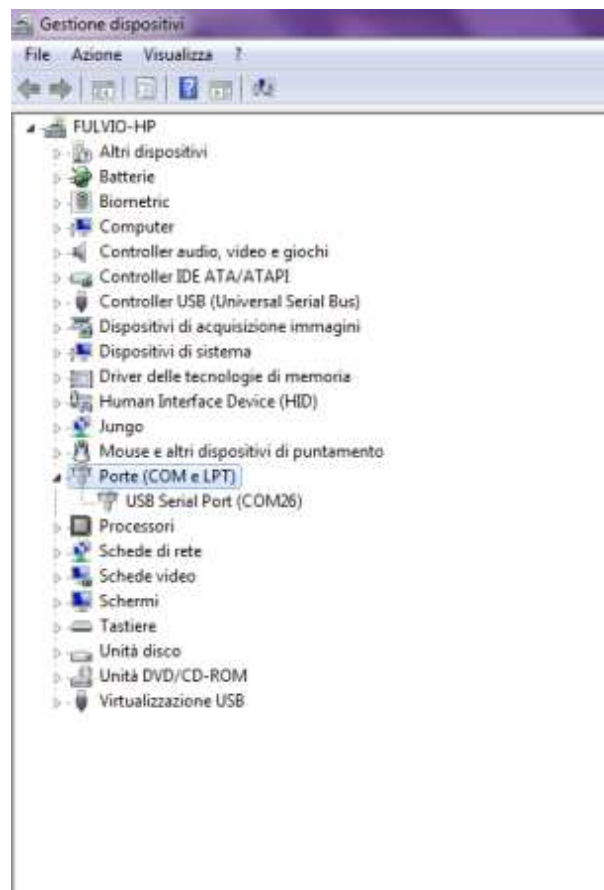 Gestione dispositivi
File Azione Visualizza ?
FULVIO-HP
Altri dispositivi
Batterie
Biometric
Computer
Controller audio, video e giochi
Controller IDE ATA/ATAPI
Controller USB (Universal Serial Bus)
Dispositivi di acquisizione immagini
Dispositivi di sistema
Driver delle tecnologie di memoria
Human Interface Device (HID)
Jungo
Mouse e altri dispositivi di puntamento
Porte (COM e LPT)
USB Serial Port (COM26)
Processori
Schede di rete
Schede video
Schermi
Tastiere
Unità disco
Unità DVD/CD-ROM
Virtualizzazione USB